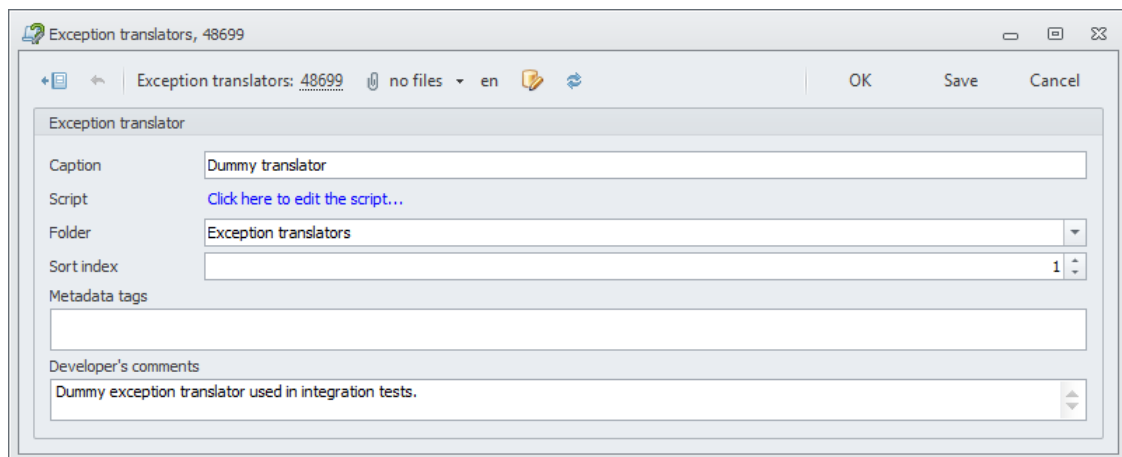 Exception translators, 48699
Exception translators: 48699 no files en OK Save Cancel
Exception translator
Caption Dummy translator
Script Click here to edit the script...
Folder Exception translators
Sort index 1
Metadata tags
Developer's comments
Dummy exception translator used in integration tests.